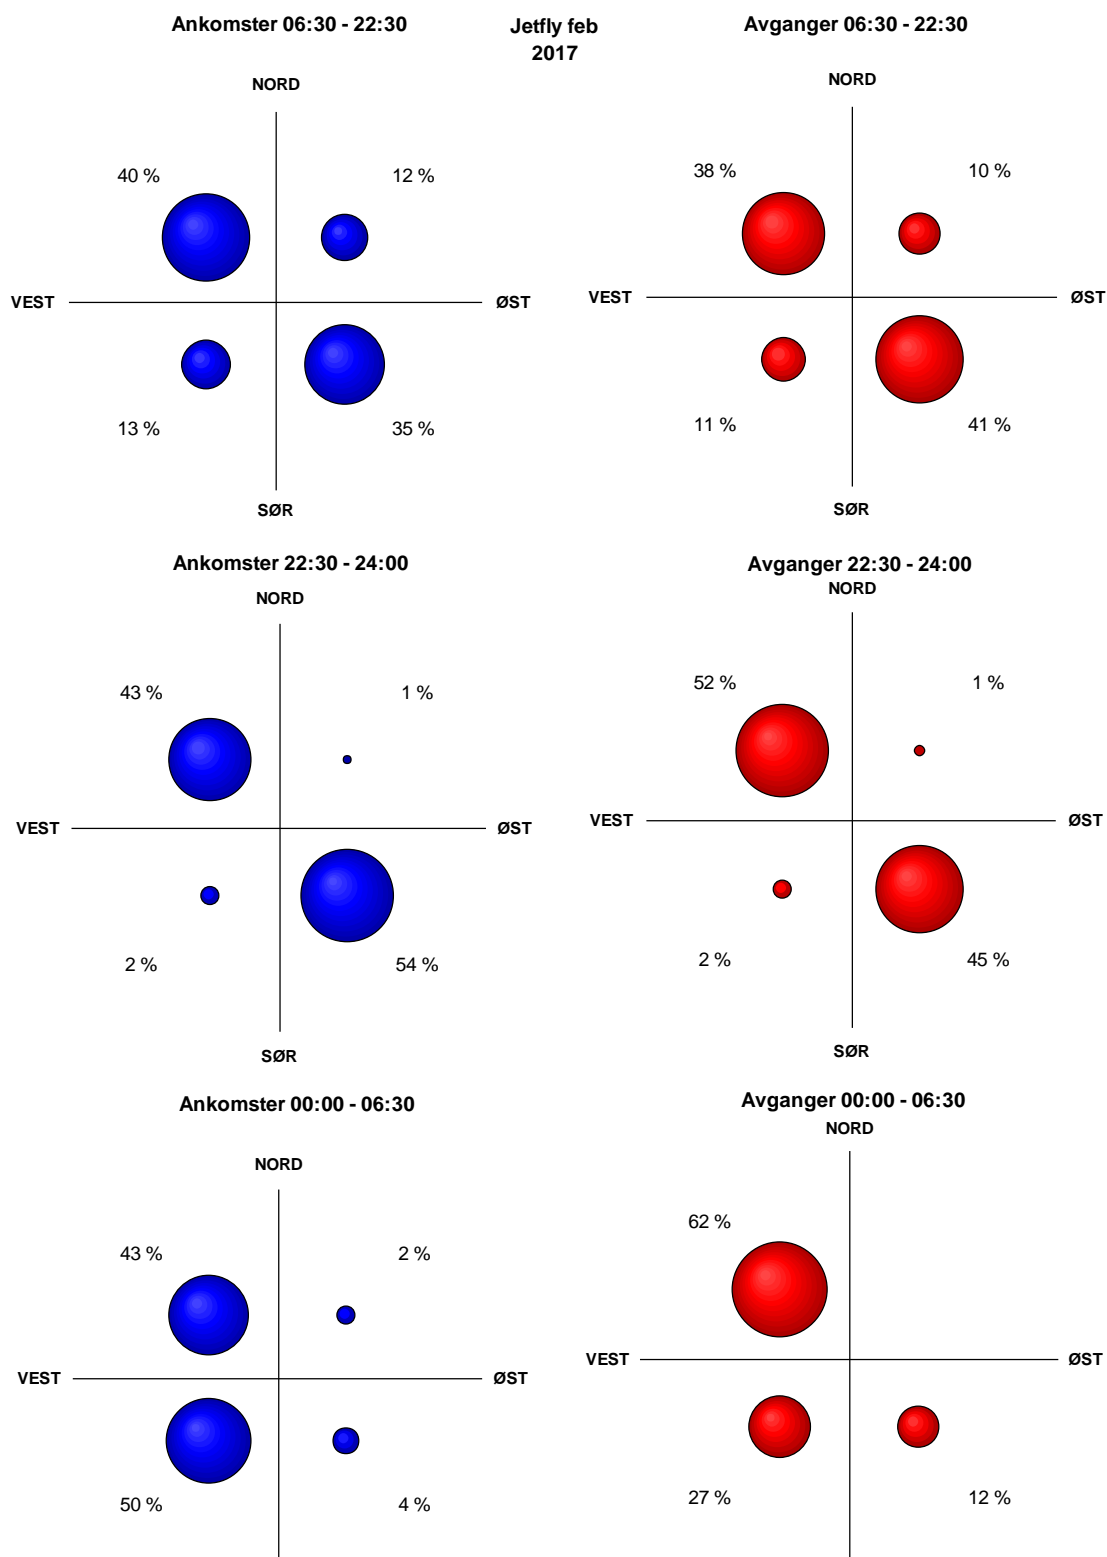 Ankomster 06:30 - 22:30
Jetfly feb
2017
Avganger 06:30 - 22:30
NORD
40 %
12 %
VEST
ØST
13 %
35 %
SØR
NORD
38 %
10 %
VEST
ØST
11 %
41 %
SØR
Ankomster 22:30 - 24:00
NORD
43 %
1 %
VEST
ØST
2 %
54 %
SØR
Avganger 22:30 - 24:00
NORD
52 %
1 %
VEST
ØST
2 %
45 %
SØR
Ankomster 00:00 - 06:30
NORD
43 %
2 %
VEST
ØST
50 %
4 %
Avganger 00:00 - 06:30
NORD
62 %
VEST
ØST
27 %
12 %